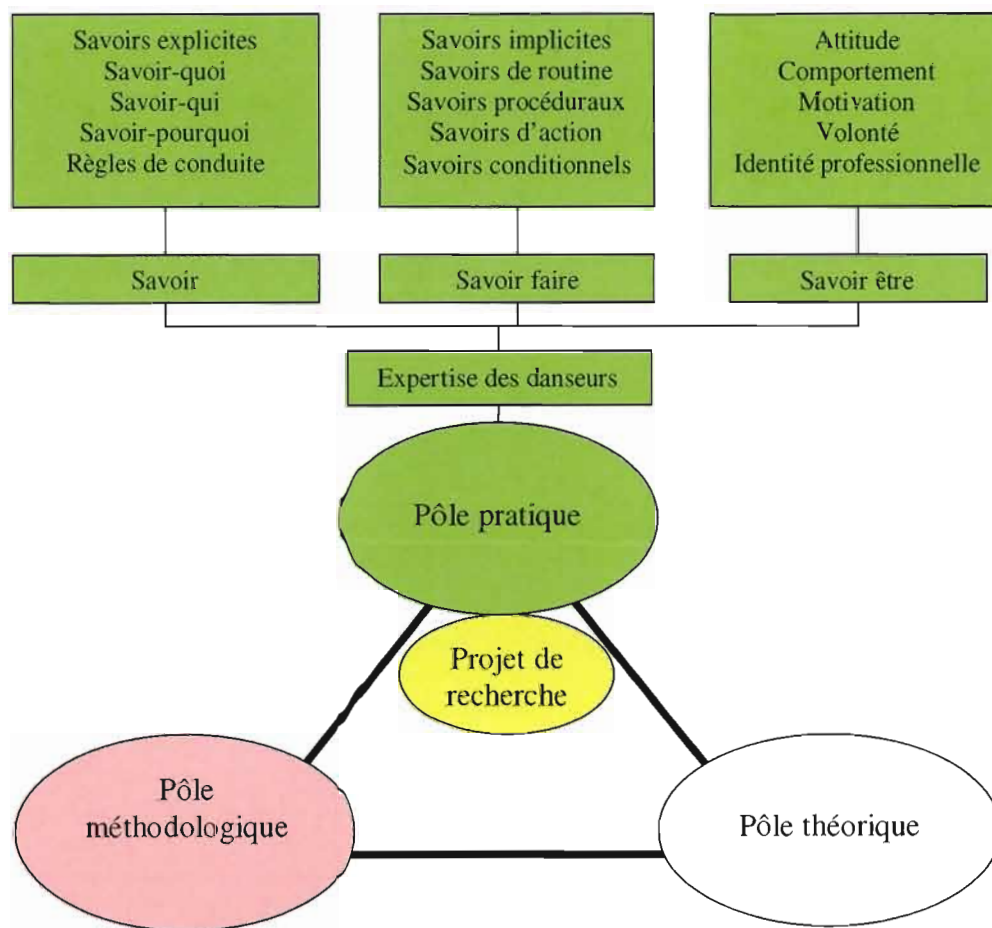 Savoirs explicites
Savoir-quoi
Savoir-qui
Savoir-pourquoi
Règles de conduite
Savoirs implicites
Savoirs de routine
Savoirs procéduraux
Savoirs d'action
Savoirs conditionnels
Attitude
Comportement
Motivation
Volonté
Identité professionnelle
Savoir
Savoir faire
Savoir être
Expertise des danseurs
Pôle pratique
Projet de
recherche
Pôle
méthodologique
Pôle théorique